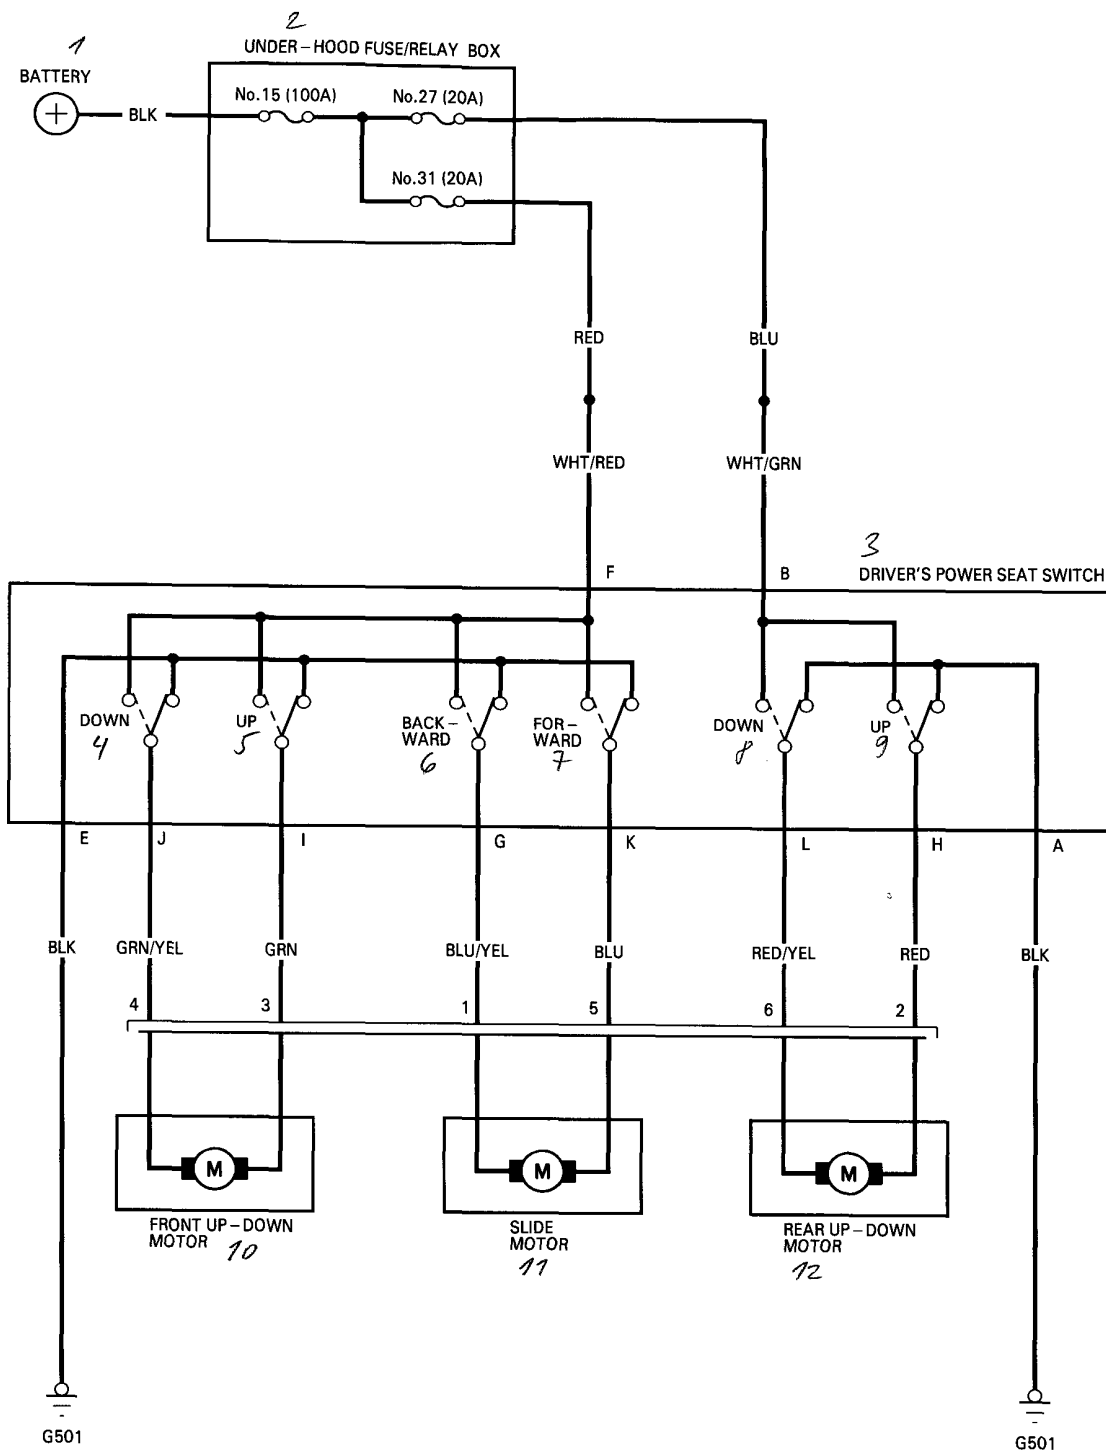 2
UNDER-HOOD FUSE/RELAY BOX
1
BATTERY
No.15 (100A)
No.27 (20A)
+
BLK
No.31 (20A)
RED
BLU
WHT/RED
WHT/GRN
3
F
B
DRIVER'S POWER SEAT SWITCH
DOWN
4
UP
5
BACK-
WARD
6
FOR-
WARD
7
DOWN
8
UP
9
E
J
I
G
K
L
H
A
BLK
GRN/YEL
GRN
BLU/YEL
BLU
RED/YEL
RED
BLK
4
3
1
5
6
2
M
M
M
FRONT UP-DOWN
MOTOR 10
SLIDE
MOTOR
11
REAR UP-DOWN
MOTOR
12
G501
G501